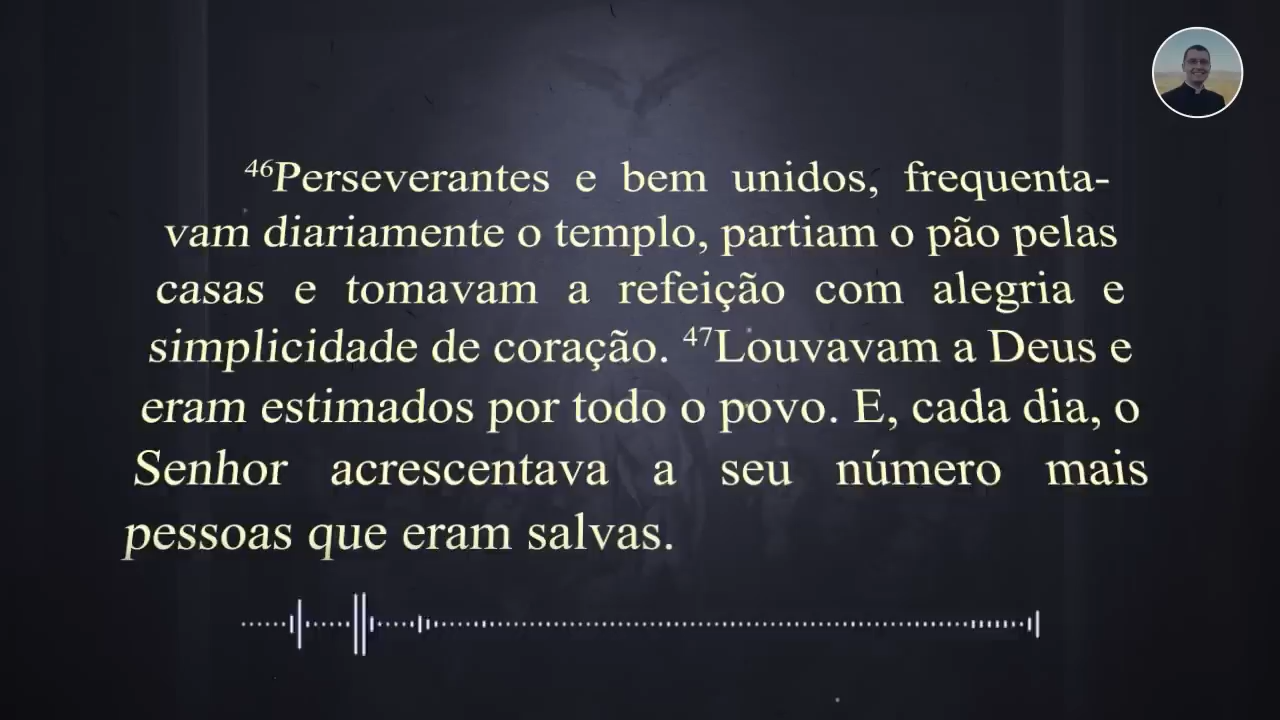 ⁴⁶Perseverantes e bem unidos, frequenta-
vam diariamente o templo, partiam o pão pelas
casas e tomavam a refeição com alegria e
simplicidade de coração. ⁴⁷Louvavam a Deus e
eram estimados por todo o povo. E, cada dia, o
Senhor acrescentava a seu número mais
pessoas que eram salvas.